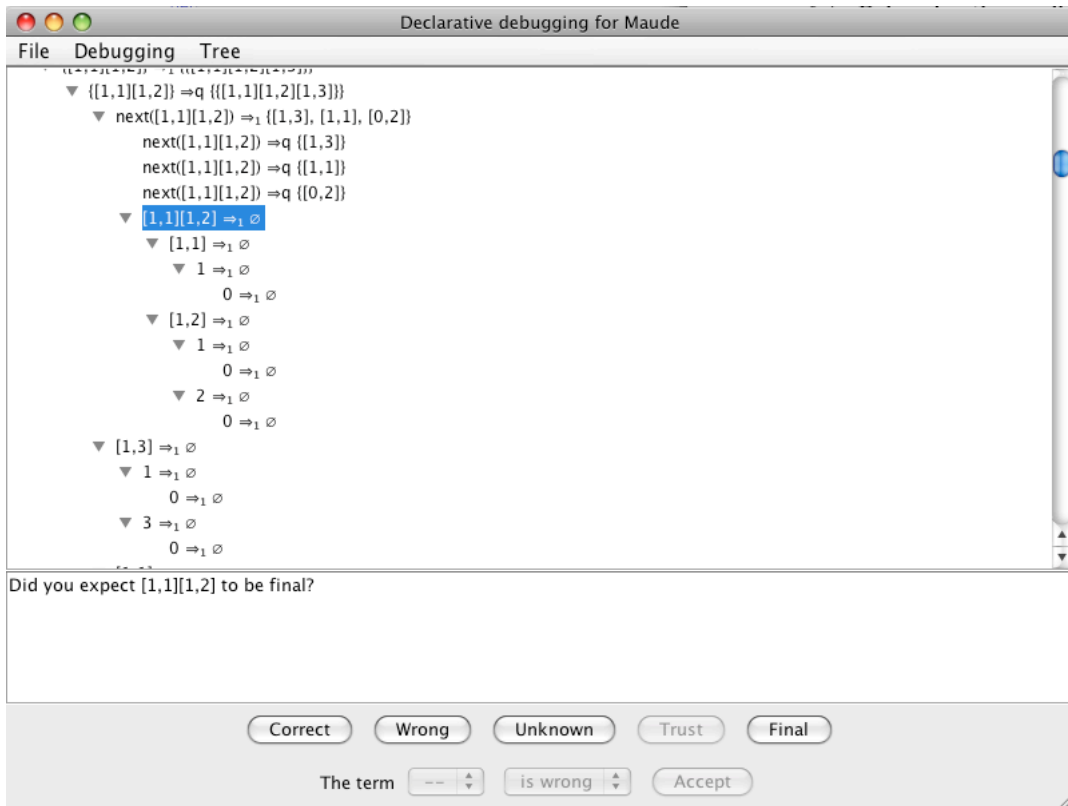 Declarative debugging for Maude
File Debugging Tree
{[1,1][1,2]} ⇒q {{[1,1][1,2][1,3]}}
next([1,1][1,2]) ⇒₁ {[1,3], [1,1], [0,2]}
next([1,1][1,2]) ⇒q {[1,3]}
next([1,1][1,2]) ⇒q {[1,1]}
next([1,1][1,2]) ⇒q {[0,2]}
[1,1][1,2] ⇒₁ ∅
[1,1] ⇒₁ ∅
1 ⇒₁ ∅
0 ⇒₁ ∅
[1,2] ⇒₁ ∅
1 ⇒₁ ∅
0 ⇒₁ ∅
2 ⇒₁ ∅
0 ⇒₁ ∅
[1,3] ⇒₁ ∅
1 ⇒₁ ∅
0 ⇒₁ ∅
3 ⇒₁ ∅
0 ⇒₁ ∅
Did you expect [1,1][1,2] to be final?
Correct Wrong Unknown Trust Final
The term -- is wrong Accept